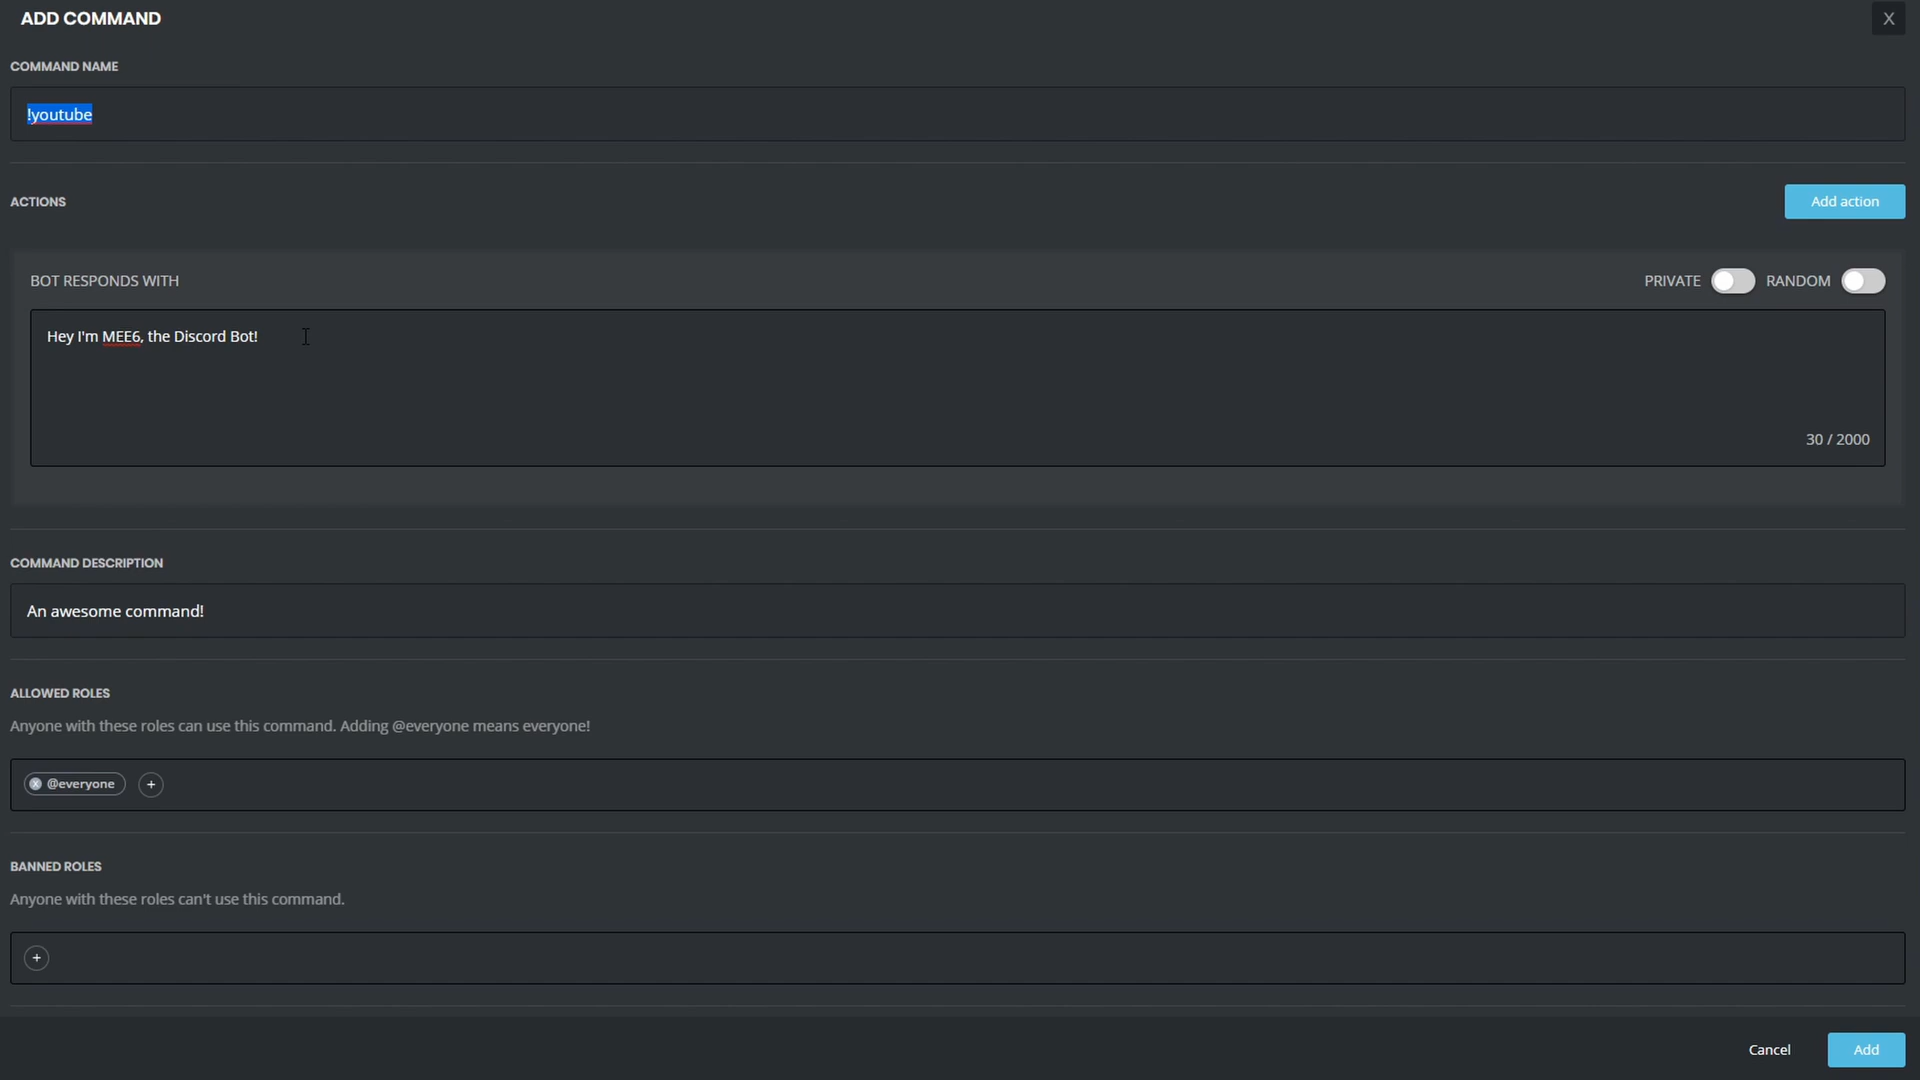 ADD COMMAND
X
COMMAND NAME
!youtube
ACTIONS
Add action
BOT RESPONDS WITH
PRIVATE
RANDOM
Hey I'm MEE6, the Discord Bot!
30 / 2000
COMMAND DESCRIPTION
An awesome command!
ALLOWED ROLES
Anyone with these roles can use this command. Adding @everyone means everyone!
x @everyone +
BANNED ROLES
Anyone with these roles can't use this command.
+
Cancel
Add